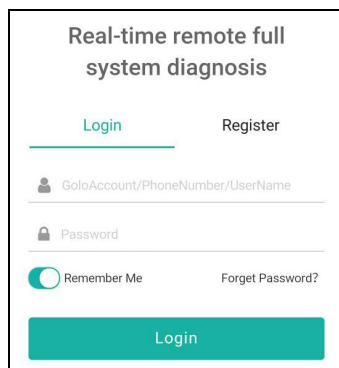 Real-time remote full
system diagnosis
Login Register
GoloAccount/PhoneNumber/UserName
Password
Remember Me Forget Password?
Login